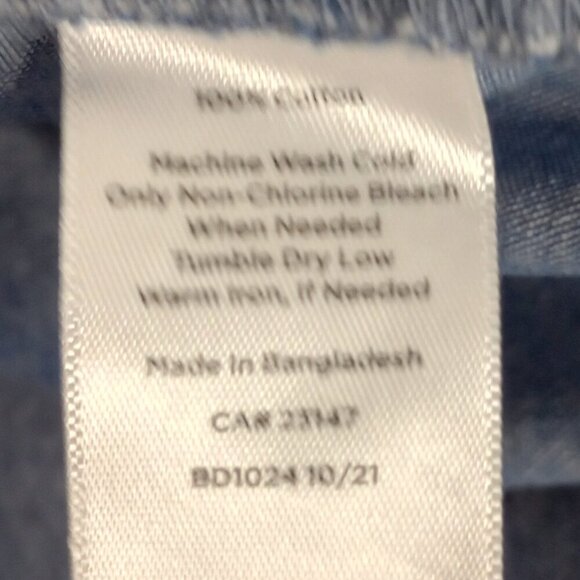 100% Cotton
Machine Wash Cold
Only Non-Chlorine Bleach
When Needed
Tumble Dry Low
Warm Iron, If Needed
Made In Bangladesh
CA# 23147
BD1024 10/21